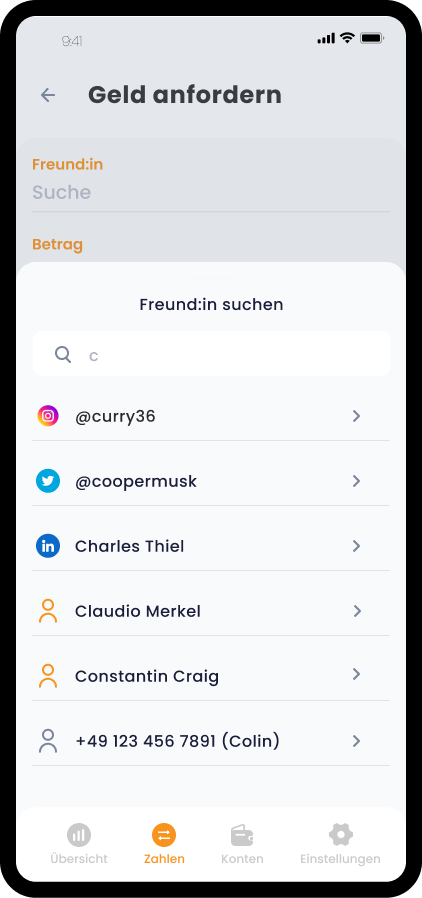 9:41
Geld anfordern
Freund:in
Suche
Betrag
Freund:in suchen
c
@curry36
@coopermusk
in Charles Thiel
Claudio Merkel
Constantin Craig
+49 123 456 7891 (Colin)
Übersicht Zahlen Konten Einstellungen